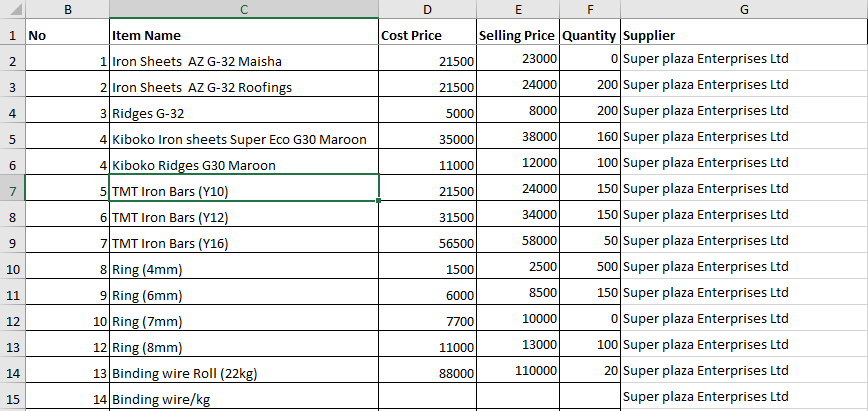 B C D E F G
1 No Item Name Cost Price Selling Price Quantity Supplier
2 1 Iron Sheets  AZ G-32 Maisha 21500 23000 0 Super plaza Enterprises Ltd
3 2 Iron Sheets  AZ G-32 Roofings 21500 24000 200 Super plaza Enterprises Ltd
4 3 Ridges G-32 5000 8000 200 Super plaza Enterprises Ltd
5 4 Kiboko Iron sheets Super Eco G30 Maroon 35000 38000 160 Super plaza Enterprises Ltd
6 4 Kiboko Ridges G30 Maroon 11000 12000 100 Super plaza Enterprises Ltd
7 5 TMT Iron Bars (Y10) 21500 24000 150 Super plaza Enterprises Ltd
8 6 TMT Iron Bars (Y12) 31500 34000 150 Super plaza Enterprises Ltd
9 7 TMT Iron Bars (Y16) 56500 58000 50 Super plaza Enterprises Ltd
10 8 Ring (4mm) 1500 2500 500 Super plaza Enterprises Ltd
11 9 Ring (6mm) 6000 8500 150 Super plaza Enterprises Ltd
12 10 Ring (7mm) 7700 10000 0 Super plaza Enterprises Ltd
13 12 Ring (8mm) 11000 13000 100 Super plaza Enterprises Ltd
14 13 Binding wire Roll (22kg) 88000 110000 20 Super plaza Enterprises Ltd
15 14 Binding wire/kg Super plaza Enterprises Ltd